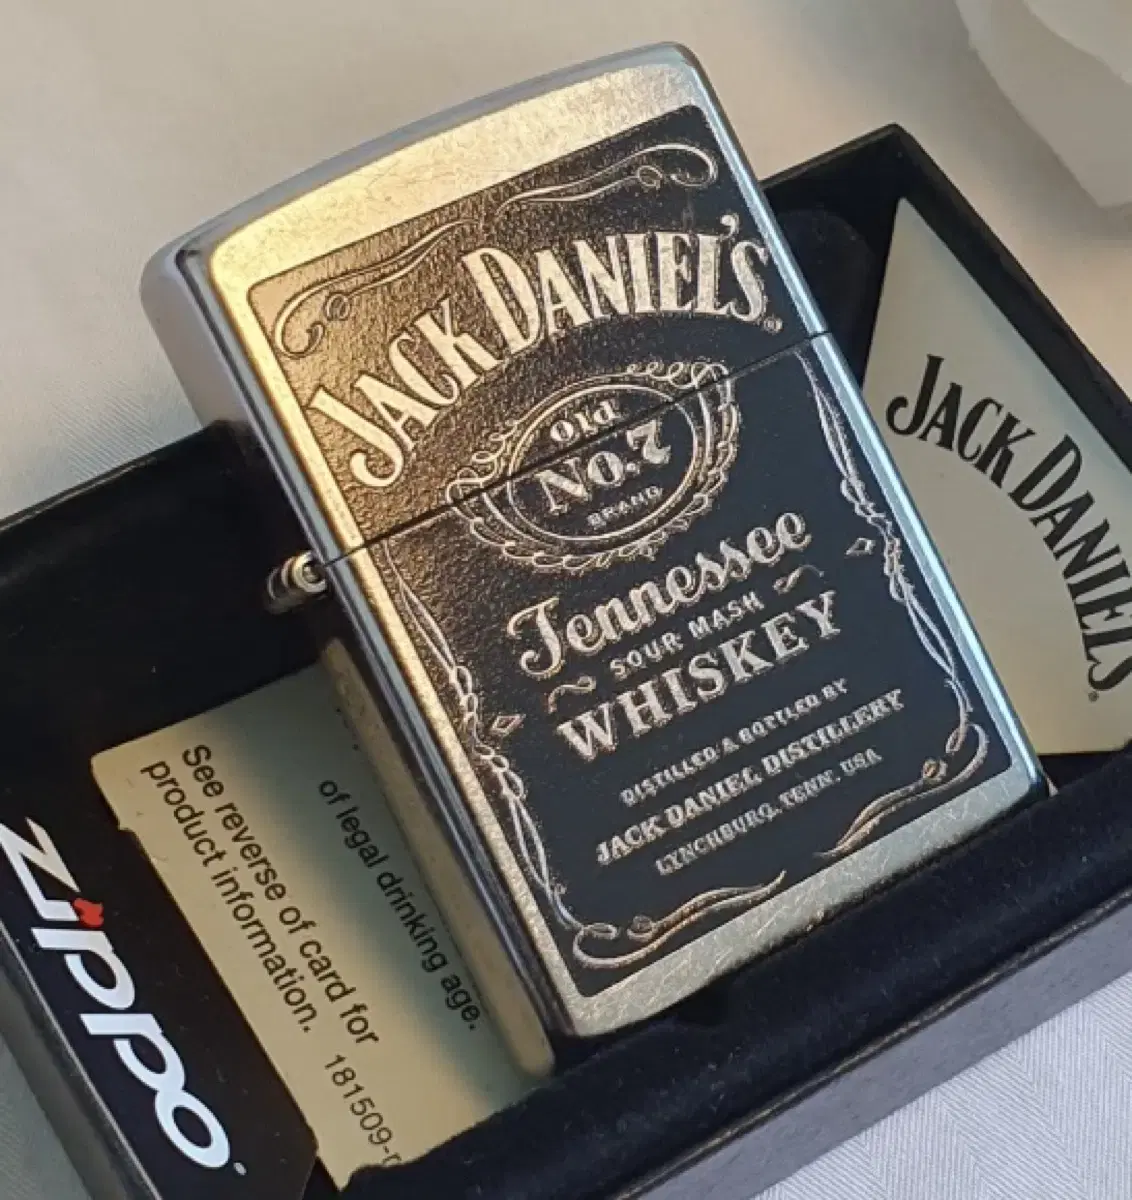 JACK DANIEL'S
Old
No.7
BRAND
Tennessee
SOUR MASH
WHISKEY
DISTILLED & BOTTLED BY
JACK DANIEL DISTILLERY
LYNCHBURG, TENN. USA
JACK DANIEL'S
of legal drinking age.
See reverse of card for
product information.
181509-
zippo